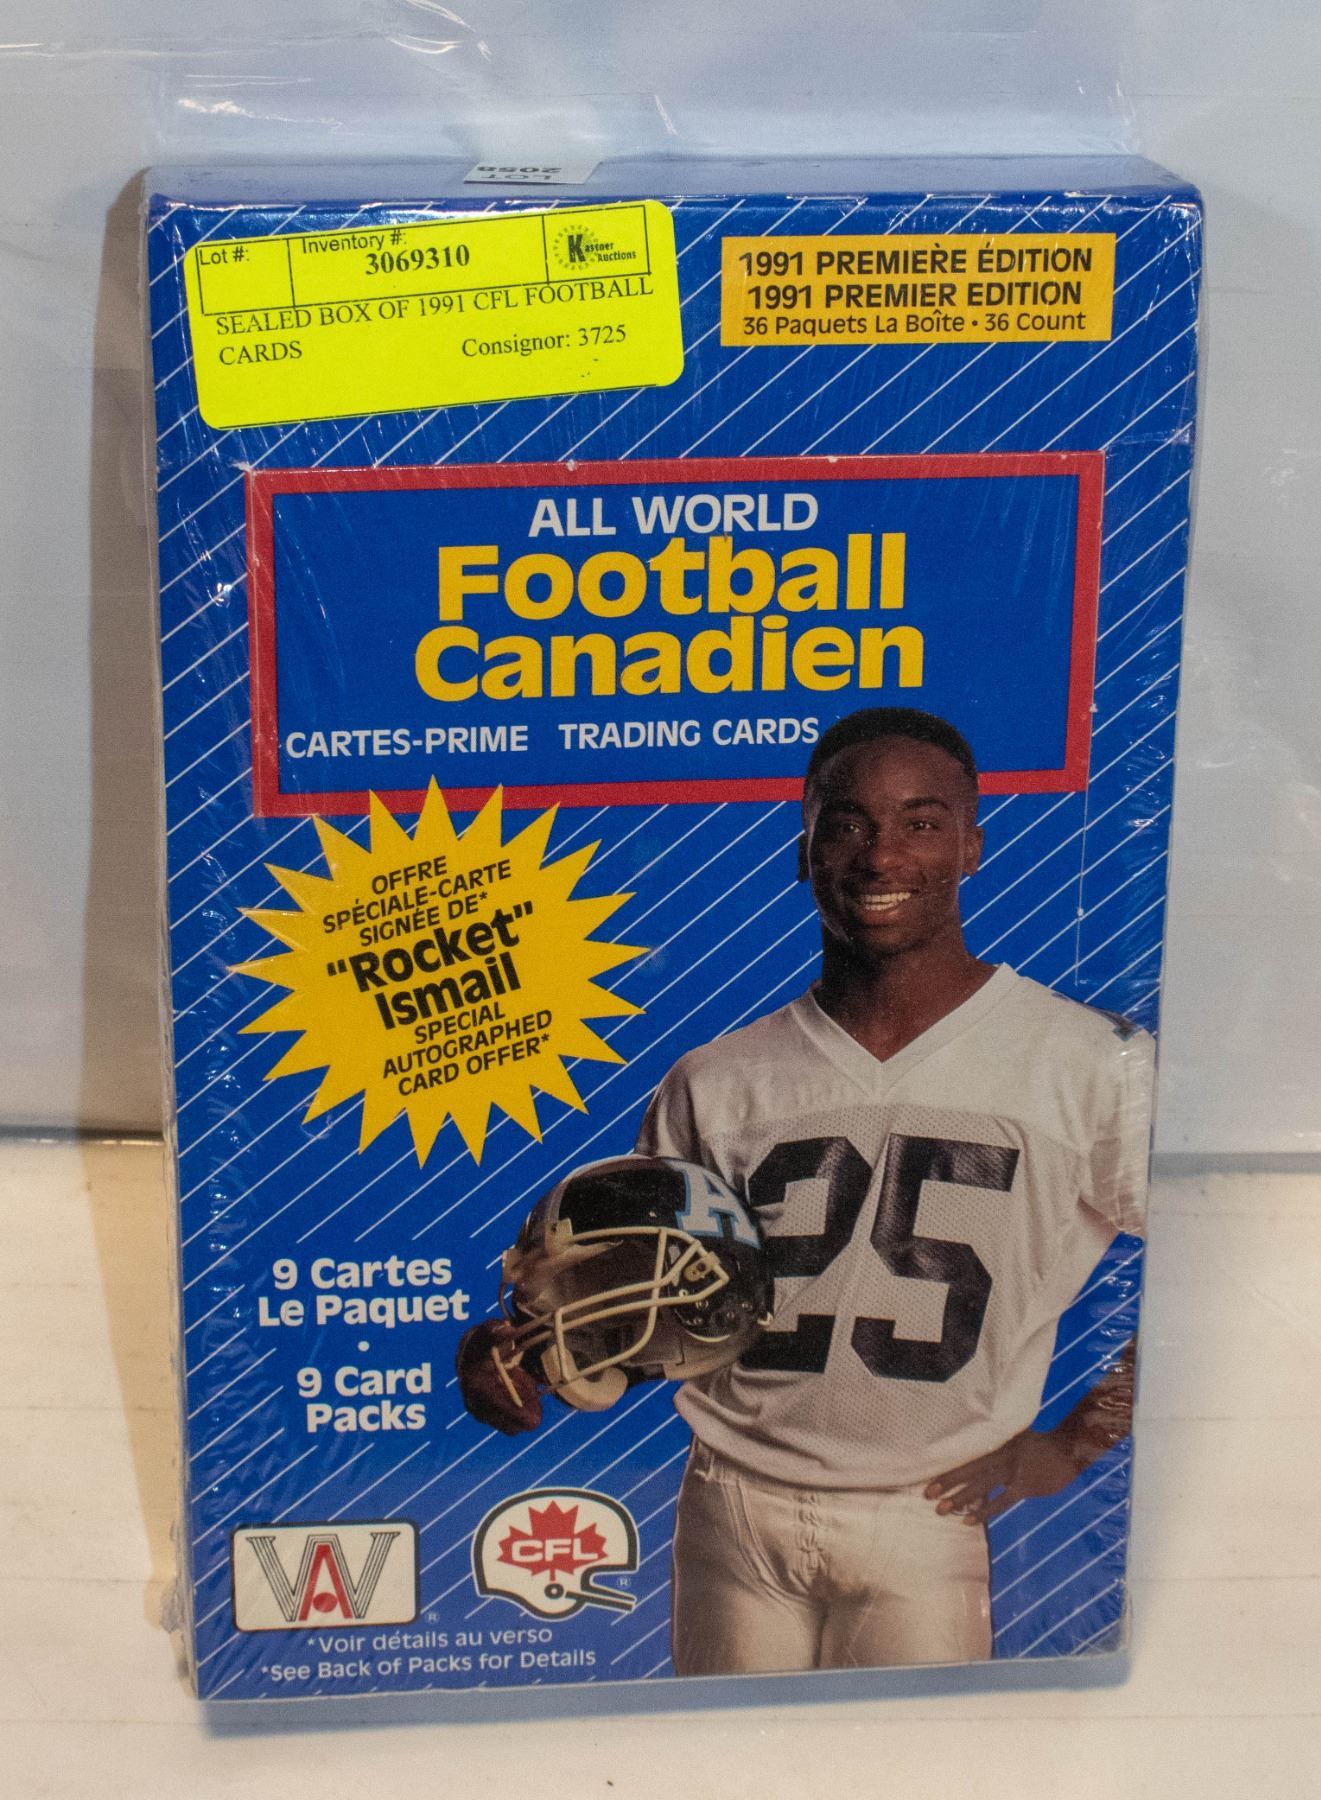 LOT
2058
Lot #:
Inventory #:
3069310
Kastner
Auctions
SEALED BOX OF 1991 CFL FOOTBALL
CARDS
Consignor: 3725
1991 PREMIERÈ ÉDITION
1991 PREMIER EDITION
36 Paquets La Boîte • 36 Count
ALL WORLD
Football
Canadien
CARTES-PRIME TRADING CARDS
OFFRE
SPÉCIALE-CARTE
SIGNÉE DE*
"Rocket"
Ismail
SPECIAL
AUTOGRAPHED
CARD OFFER*
A
25
9 Cartes
Le Paquet
•
9 Card
Packs
WA
®
CFL
®
*Voir détails au verso
*See Back of Packs for Details